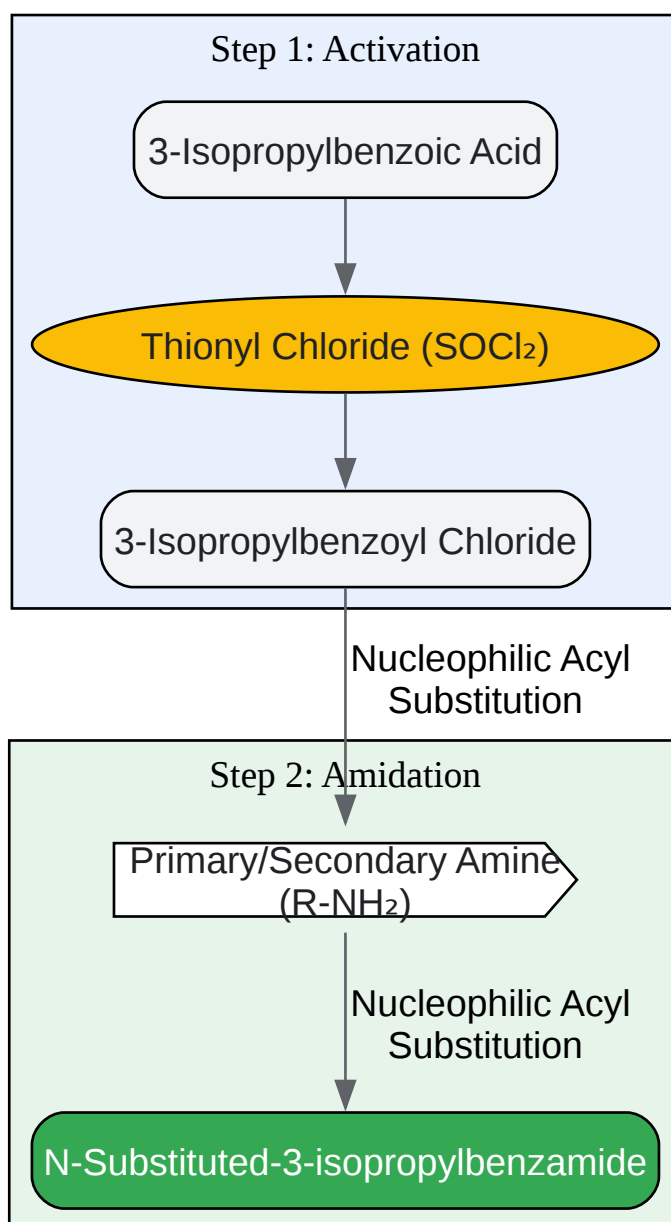 Step 1: Activation
3-Isopropylbenzoic Acid
Thionyl Chloride (SOCl₂)
3-Isopropylbenzoyl Chloride
Nucleophilic Acyl
Substitution
Step 2: Amidation
Primary/Secondary Amine
(R-NH₂)
Nucleophilic Acyl
Substitution
N-Substituted-3-isopropylbenzamide